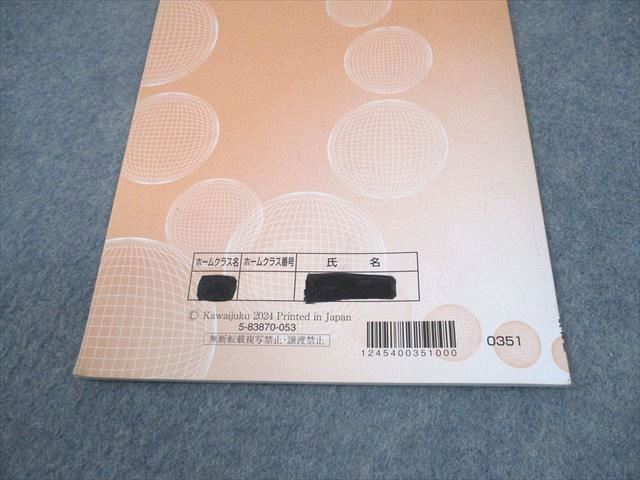 ホームクラス名 ホームクラス番号 氏 名
© Kawaijuku 2024 Printed in Japan
5-83870-053
無断転載複写禁止・譲渡禁止
1245400351000
0351